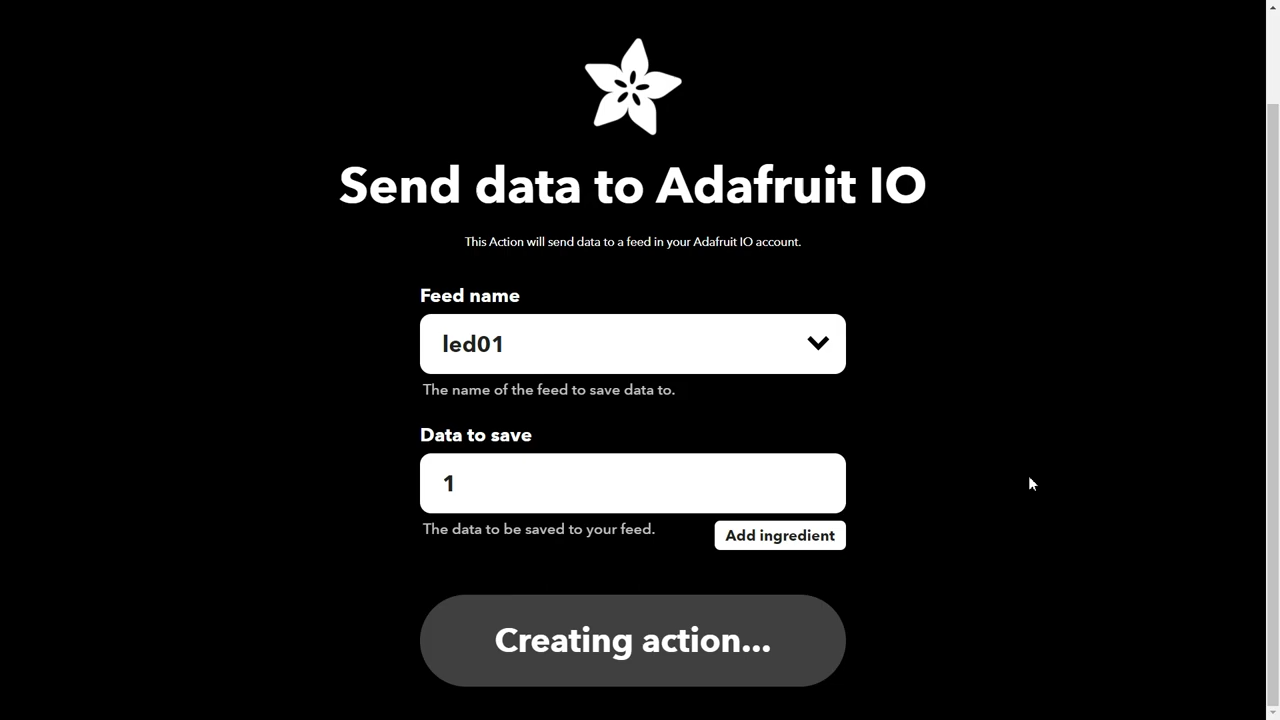 Send data to Adafruit IO
This Action will send data to a feed in your Adafruit IO account.
Feed name
led01
The name of the feed to save data to.
Data to save
1
The data to be saved to your feed.
Add ingredient
Creating action...